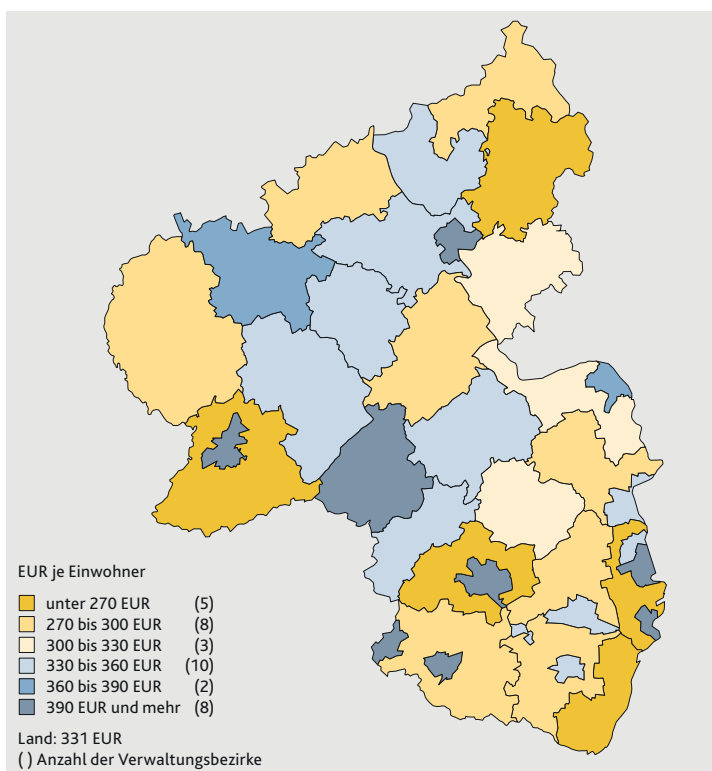 EUR je Einwohner
unter 270 EUR (5)
270 bis 300 EUR (8)
300 bis 330 EUR (3)
330 bis 360 EUR (10)
360 bis 390 EUR (2)
390 EUR und mehr (8)
Land: 331 EUR
( ) Anzahl der Verwaltungsbezirke